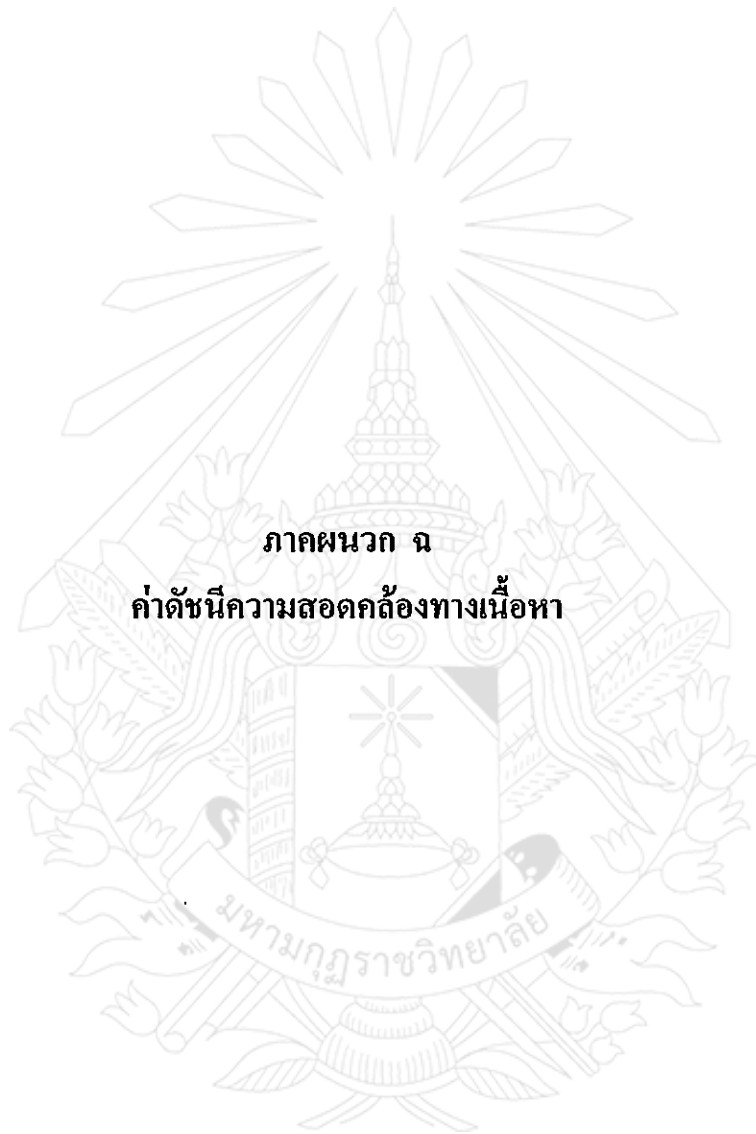 ภาคผนวก ฉ
ค่าดัชนีความสอดคล้องทางเนื้อหา
มหามกุฏราชวิทยาลัย